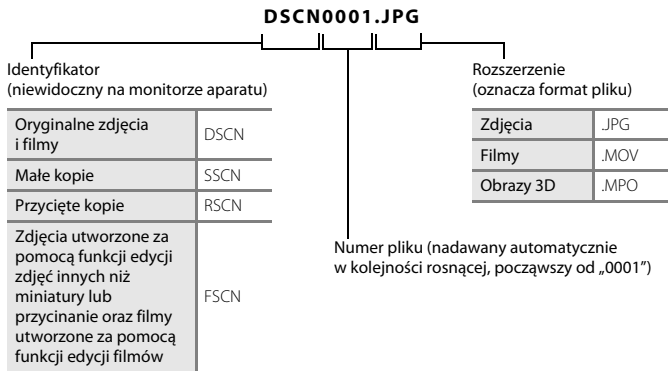 DSCN0001.JPG
Identyfikator
(niewidoczny na monitorze aparatu)
Oryginalne zdjęcia
i filmy
DSCN
Małe kopie
SSCN
Przycięte kopie
RSCN
Zdjęcia utworzone za
pomocą funkcji edycji
zdjęć innych niż
miniatury lub
przycinanie oraz filmy
utworzone za pomocą
funkcji edycji filmów
FSCN
Rozszerzenie
(oznacza format pliku)
Zdjęcia
.JPG
Filmy
.MOV
Obrazy 3D
.MPO
Numer pliku (nadawany automatycznie
w kolejności rosnącej, począwszy od „0001”)